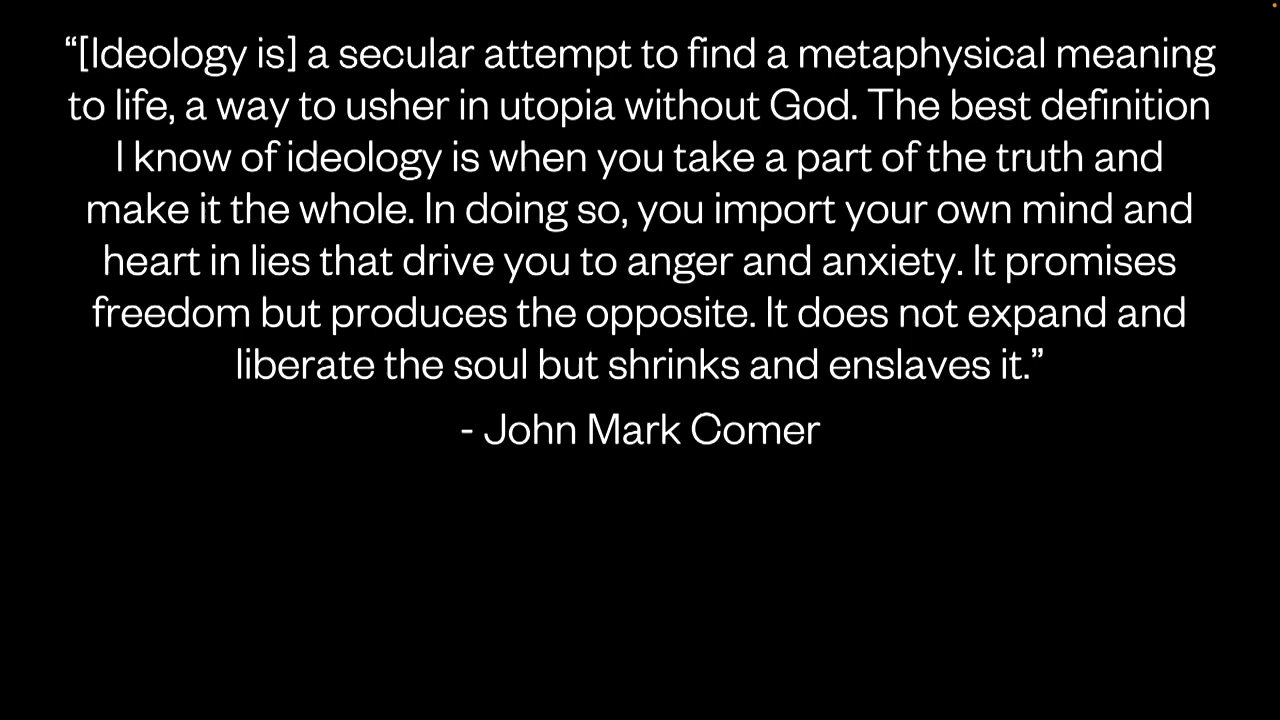 “[Ideology is] a secular attempt to find a metaphysical meaning
to life, a way to usher in utopia without God. The best definition
I know of ideology is when you take a part of the truth and
make it the whole. In doing so, you import your own mind and
heart in lies that drive you to anger and anxiety. It promises
freedom but produces the opposite. It does not expand and
liberate the soul but shrinks and enslaves it.”
- John Mark Comer